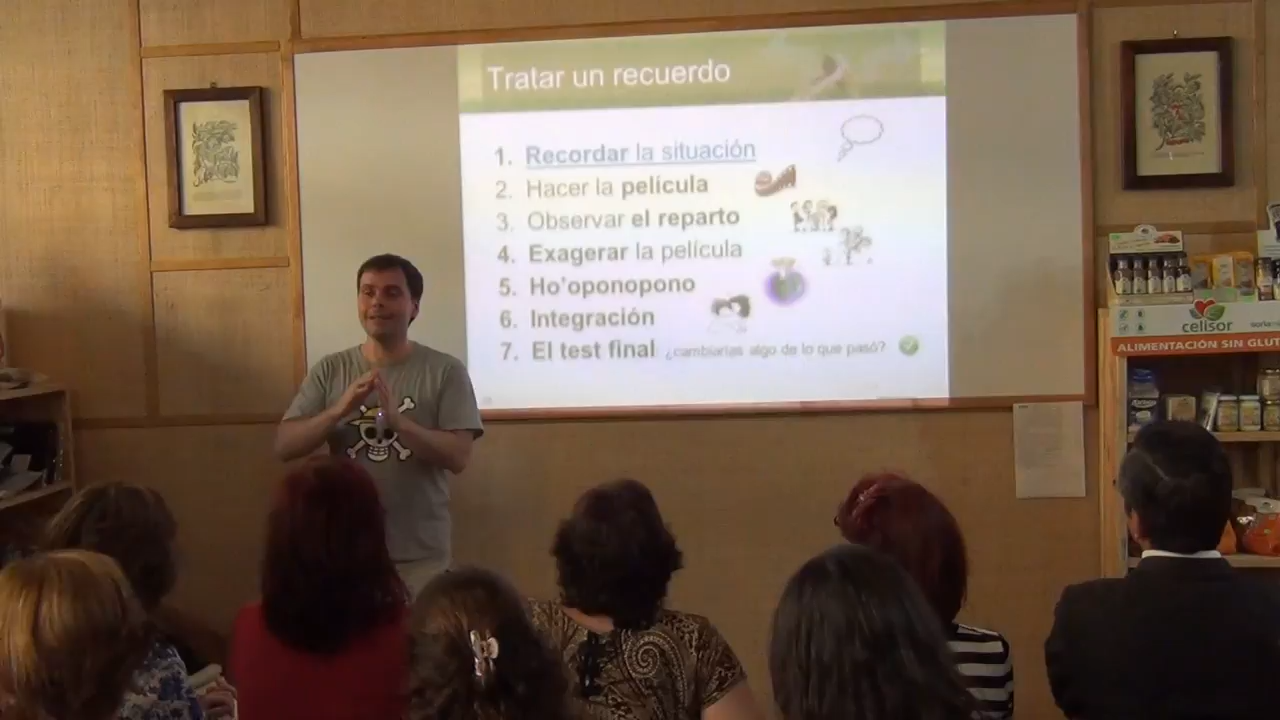 Tratar un recuerdo
1. Recordar la situación
2. Hacer la película
3. Observar el reparto
4. Exagerar la película
5. Ho'oponopono
6. Integración
7. El test final ¿cambiarías algo de lo que pasó?
celisor
ALIMENTACIÓN SIN GLUT